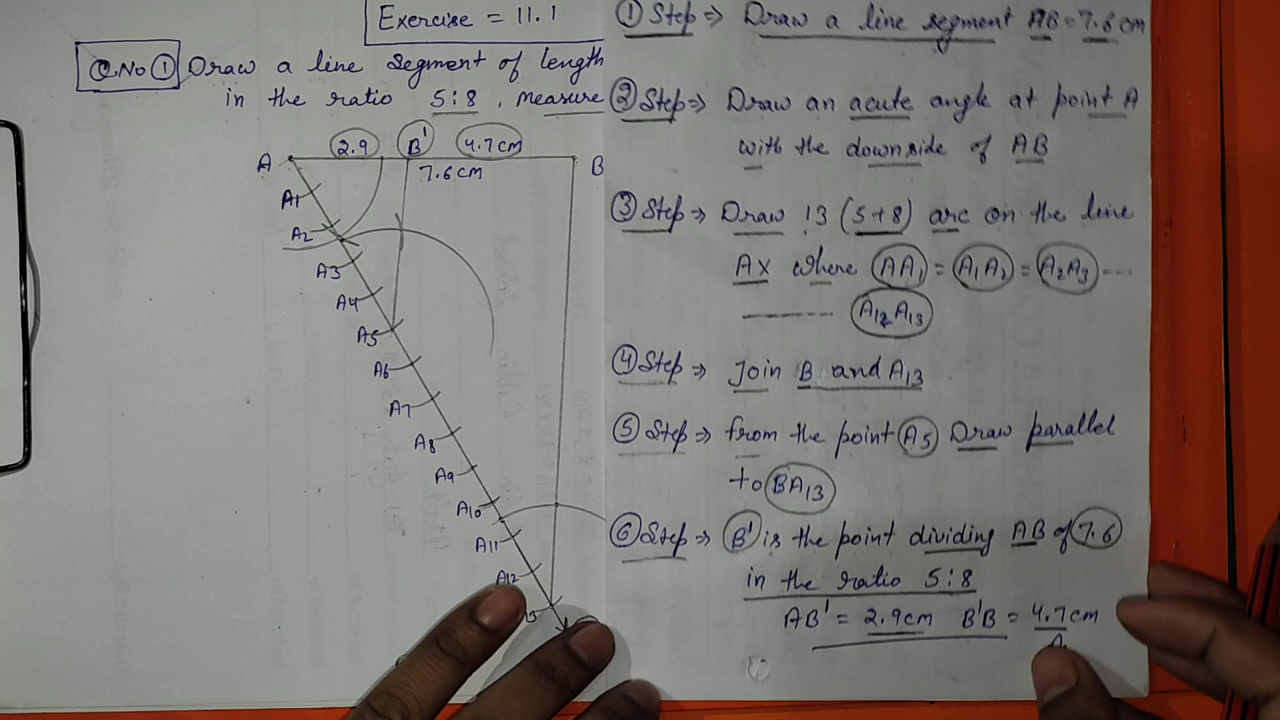 Exercise = 11.1
Q.No ① Draw a line segment of length
in the ratio 5:8, measure
2.9 B' 4.7cm
A B
7.6 cm
A1
A2
A3
A4
A5
A6
A7
A8
A9
A10
A11
A12
① Step ⇒ Draw a line segment AB = 7.6 cm
② Step ⇒ Draw an acute angle at point A
with the downside of AB
③ Step ⇒ Draw 13 (5+8) arc on the line
AX where AA₁ = A₁A₂ = A₂A₃ ----
-------- A₁₂A₁₃
④ Step ⇒ Join B and A₁₃
⑤ Step ⇒ from the point A5 Draw parallel
to BA₁₃
⑥ Step ⇒ B' is the point dividing AB of 7.6
in the ratio 5:8
AB' = 2.9cm B'B = 4.7cm